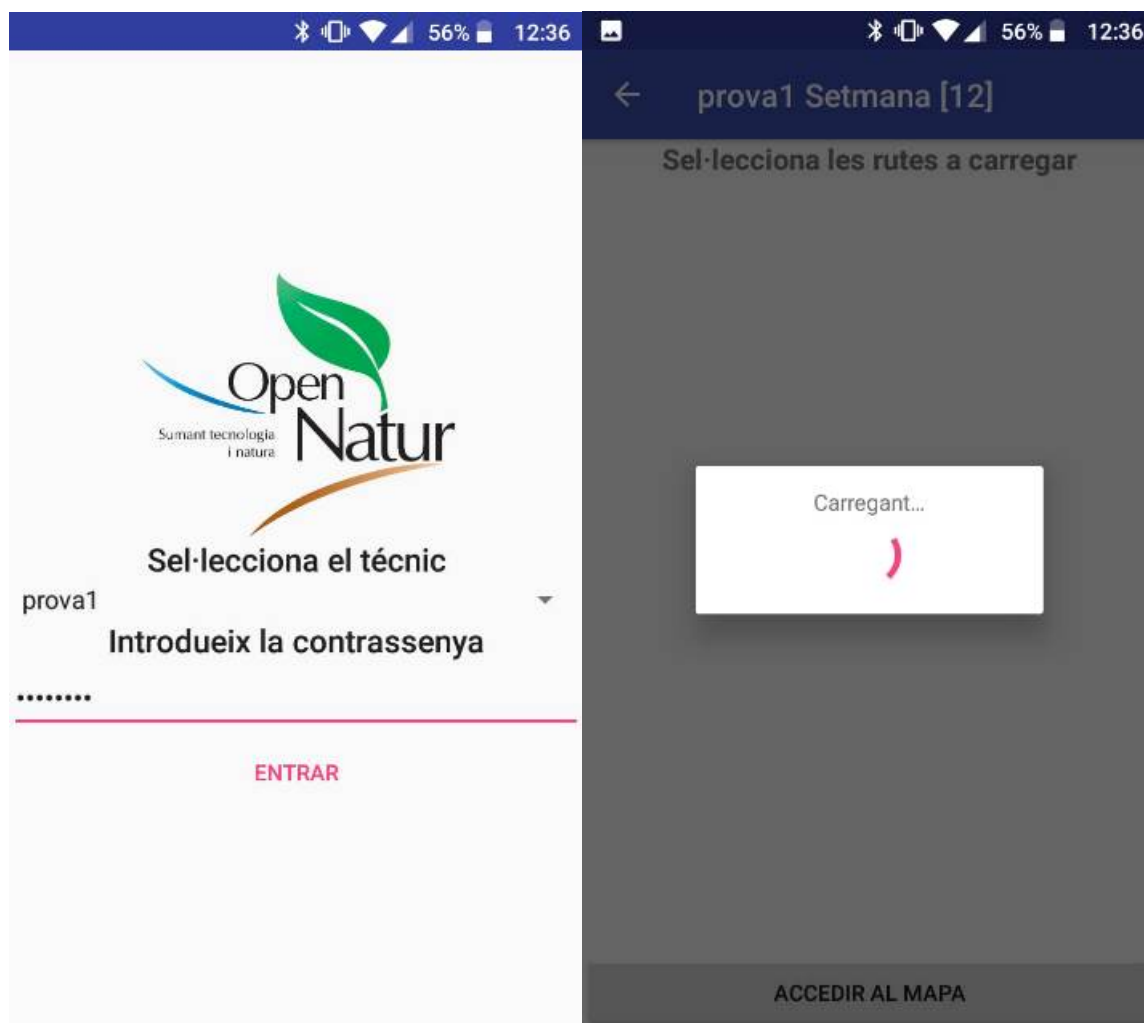 56% 12:36
Open
Natur
Sumant tecnologia
i natura
Sel·lecciona el técnic
prova1
Introdueix la contrassenya
••••••••
ENTRAR
56% 12:36
prova1 Setmana [12]
Sel·lecciona les rutes a carregar
Carregant...
ACCEDIR AL MAPA